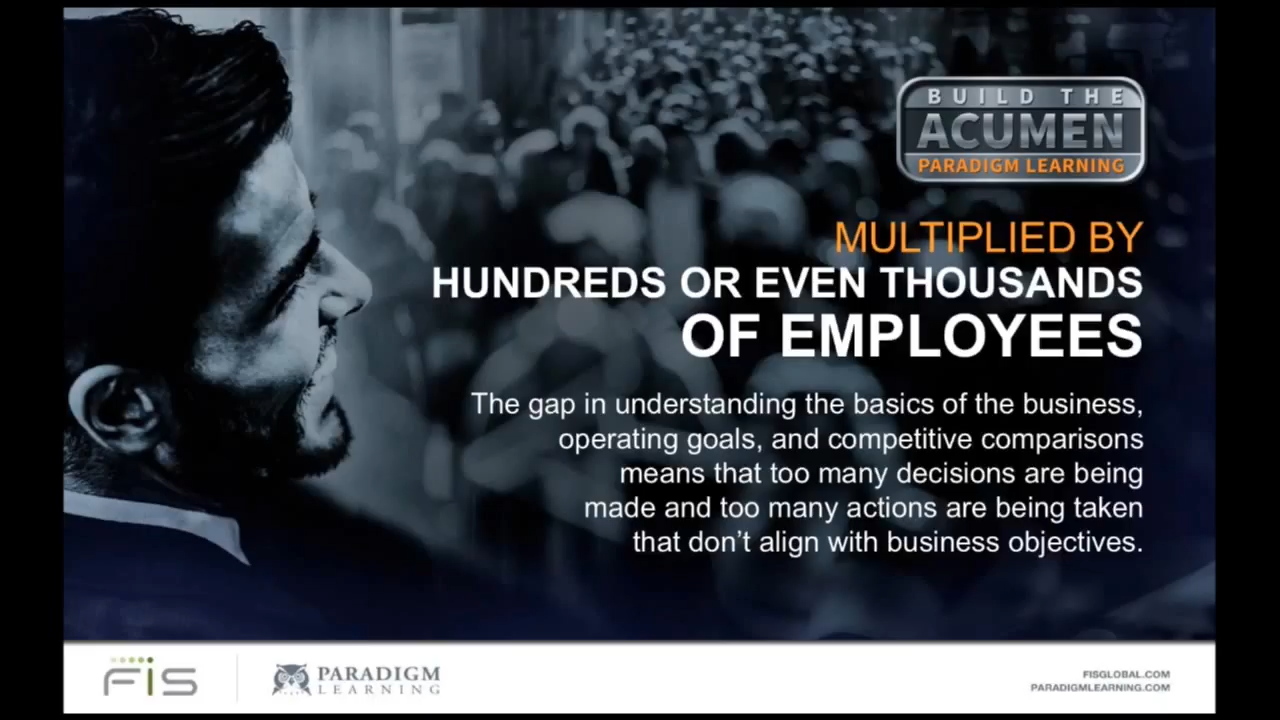 BUILD THE
ACUMEN
PARADIGM LEARNING
MULTIPLIED BY
HUNDREDS OR EVEN THOUSANDS
OF EMPLOYEES
The gap in understanding the basics of the business,
operating goals, and competitive comparisons
means that too many decisions are being
made and too many actions are being taken
that don’t align with business objectives.
FIS
PARADIGM
LEARNING
FISGLOBAL.COM
PARADIGMLEARNING.COM